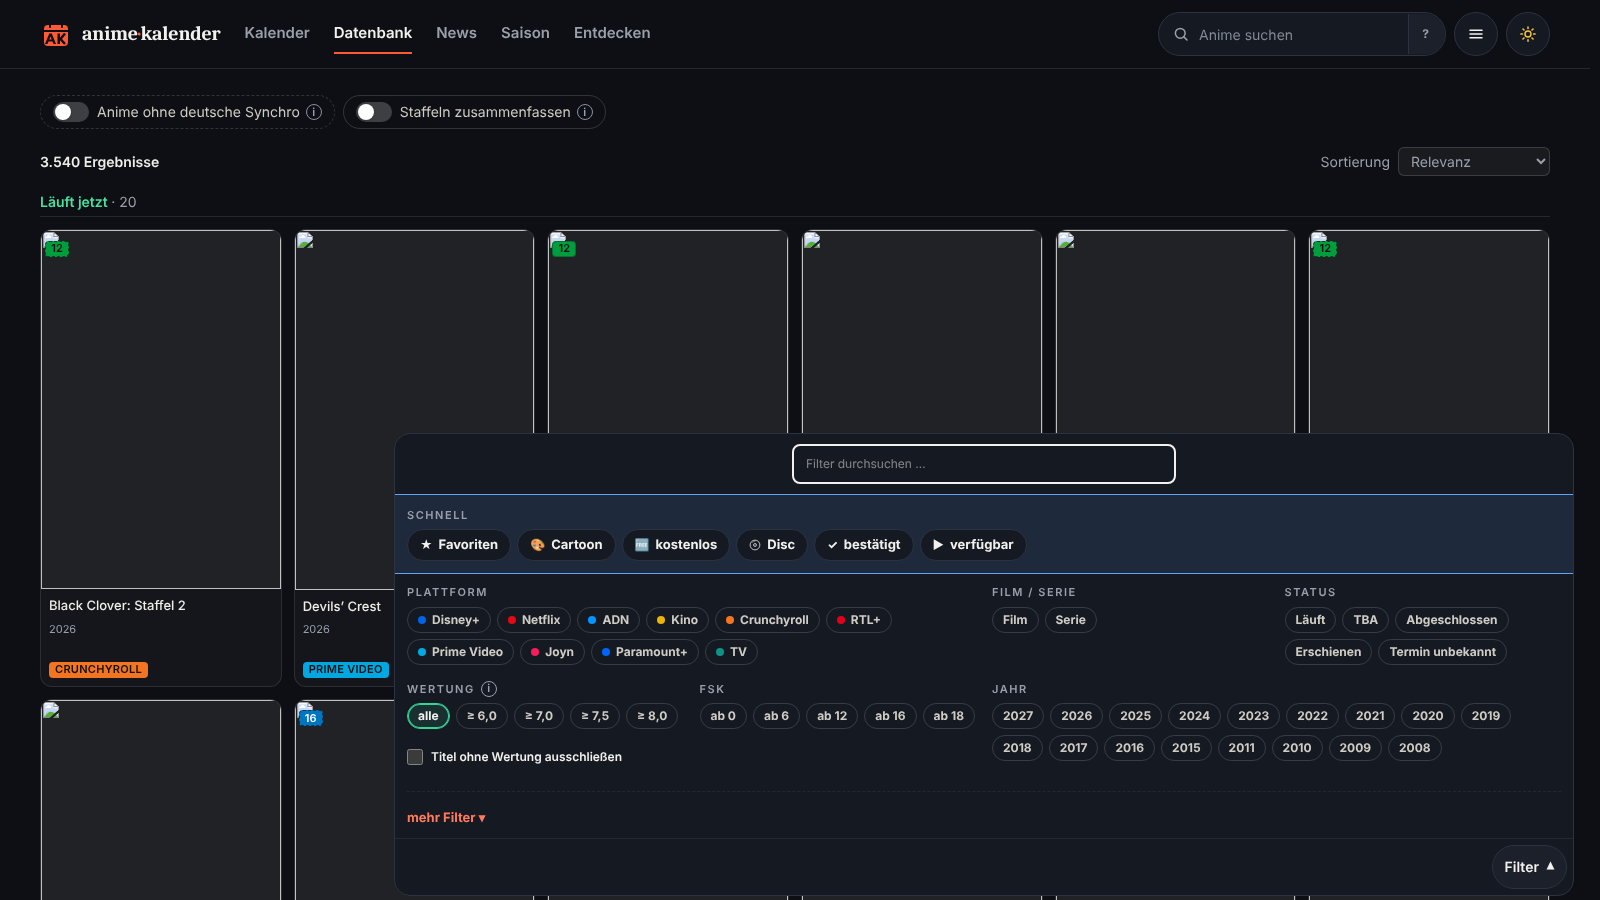 AK anime·kalender Kalender Datenbank News Saison Entdecken Anime suchen ?
Anime ohne deutsche Synchro i Staffeln zusammenfassen i
3.540 Ergebnisse Sortierung Relevanz
Läuft jetzt · 20
12 12 12
Filter durchsuchen ...
SCHNELL
★ Favoriten Cartoon kostenlos Disc ✓ bestätigt ▶ verfügbar
PLATTFORM FILM / SERIE STATUS
Disney+ Netflix ADN Kino Crunchyroll RTL+ Film Serie Läuft TBA Abgeschlossen
Prime Video Joyn Paramount+ TV Erschienen Termin unbekannt
WERTUNG i FSK JAHR
alle ≥ 6,0 ≥ 7,0 ≥ 7,5 ≥ 8,0 ab 0 ab 6 ab 12 ab 16 ab 18 2027 2026 2025 2024 2023 2022 2021 2020 2019
2018 2017 2016 2015 2011 2010 2009 2008
Titel ohne Wertung ausschließen
mehr Filter ▾
Filter ▲
Black Clover: Staffel 2 Devils’ Crest
2026 2026
CRUNCHYROLL PRIME VIDEO
16